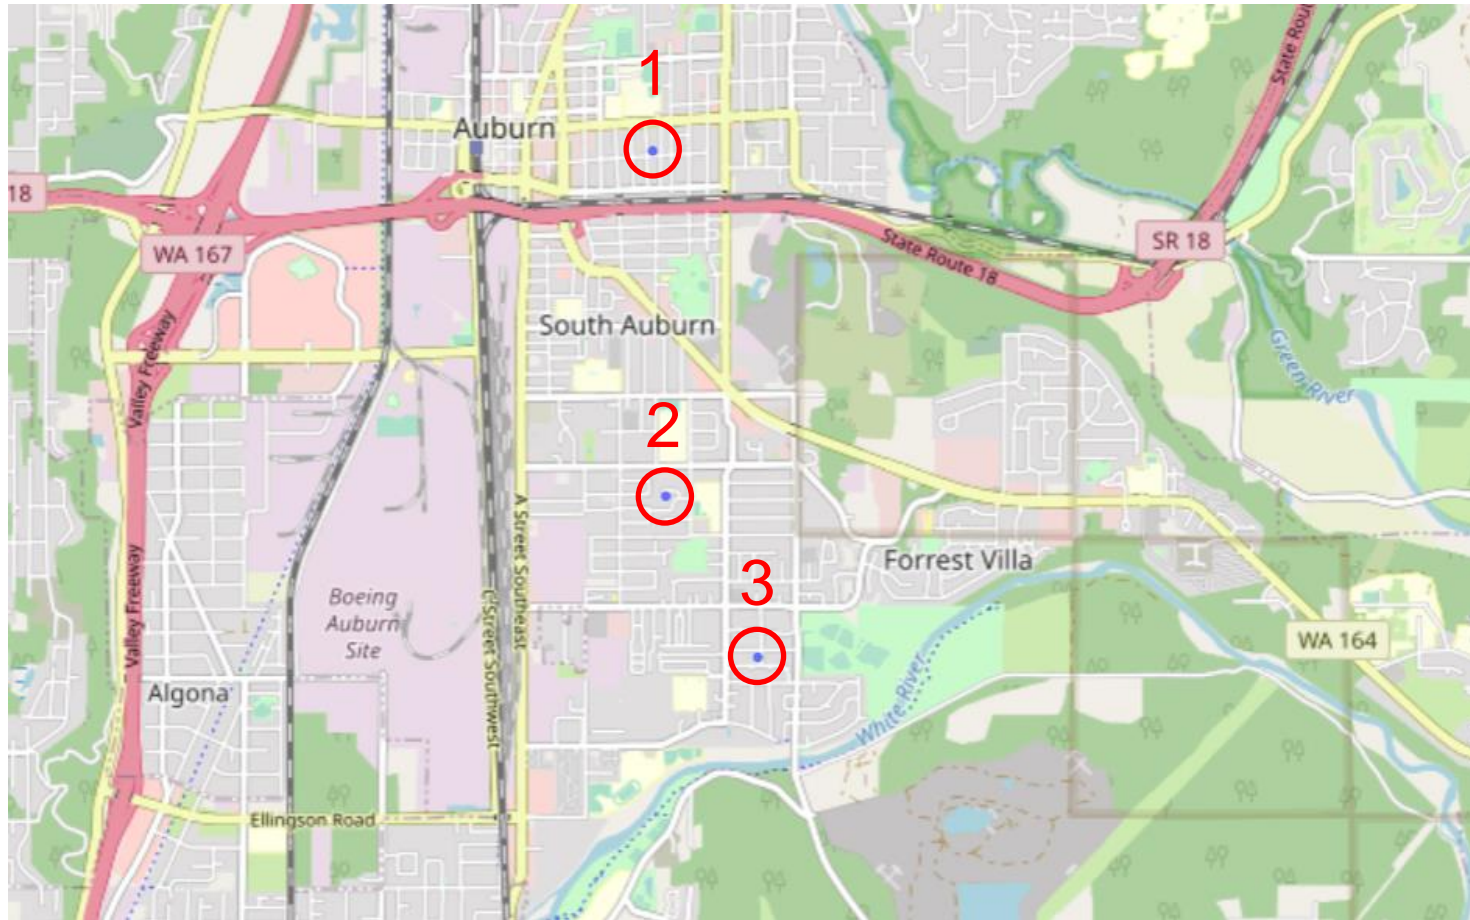 State Rou
1
Auburn
18
WA 167
SR 18
State Route 18
South Auburn
Valley Freeway
Green River
2
A Street Southeast
Forrest Villa
3
Boeing
Auburn
Site
Valley Freeway
C Street Southwest
WA 164
Algona
White River
Ellingson Road